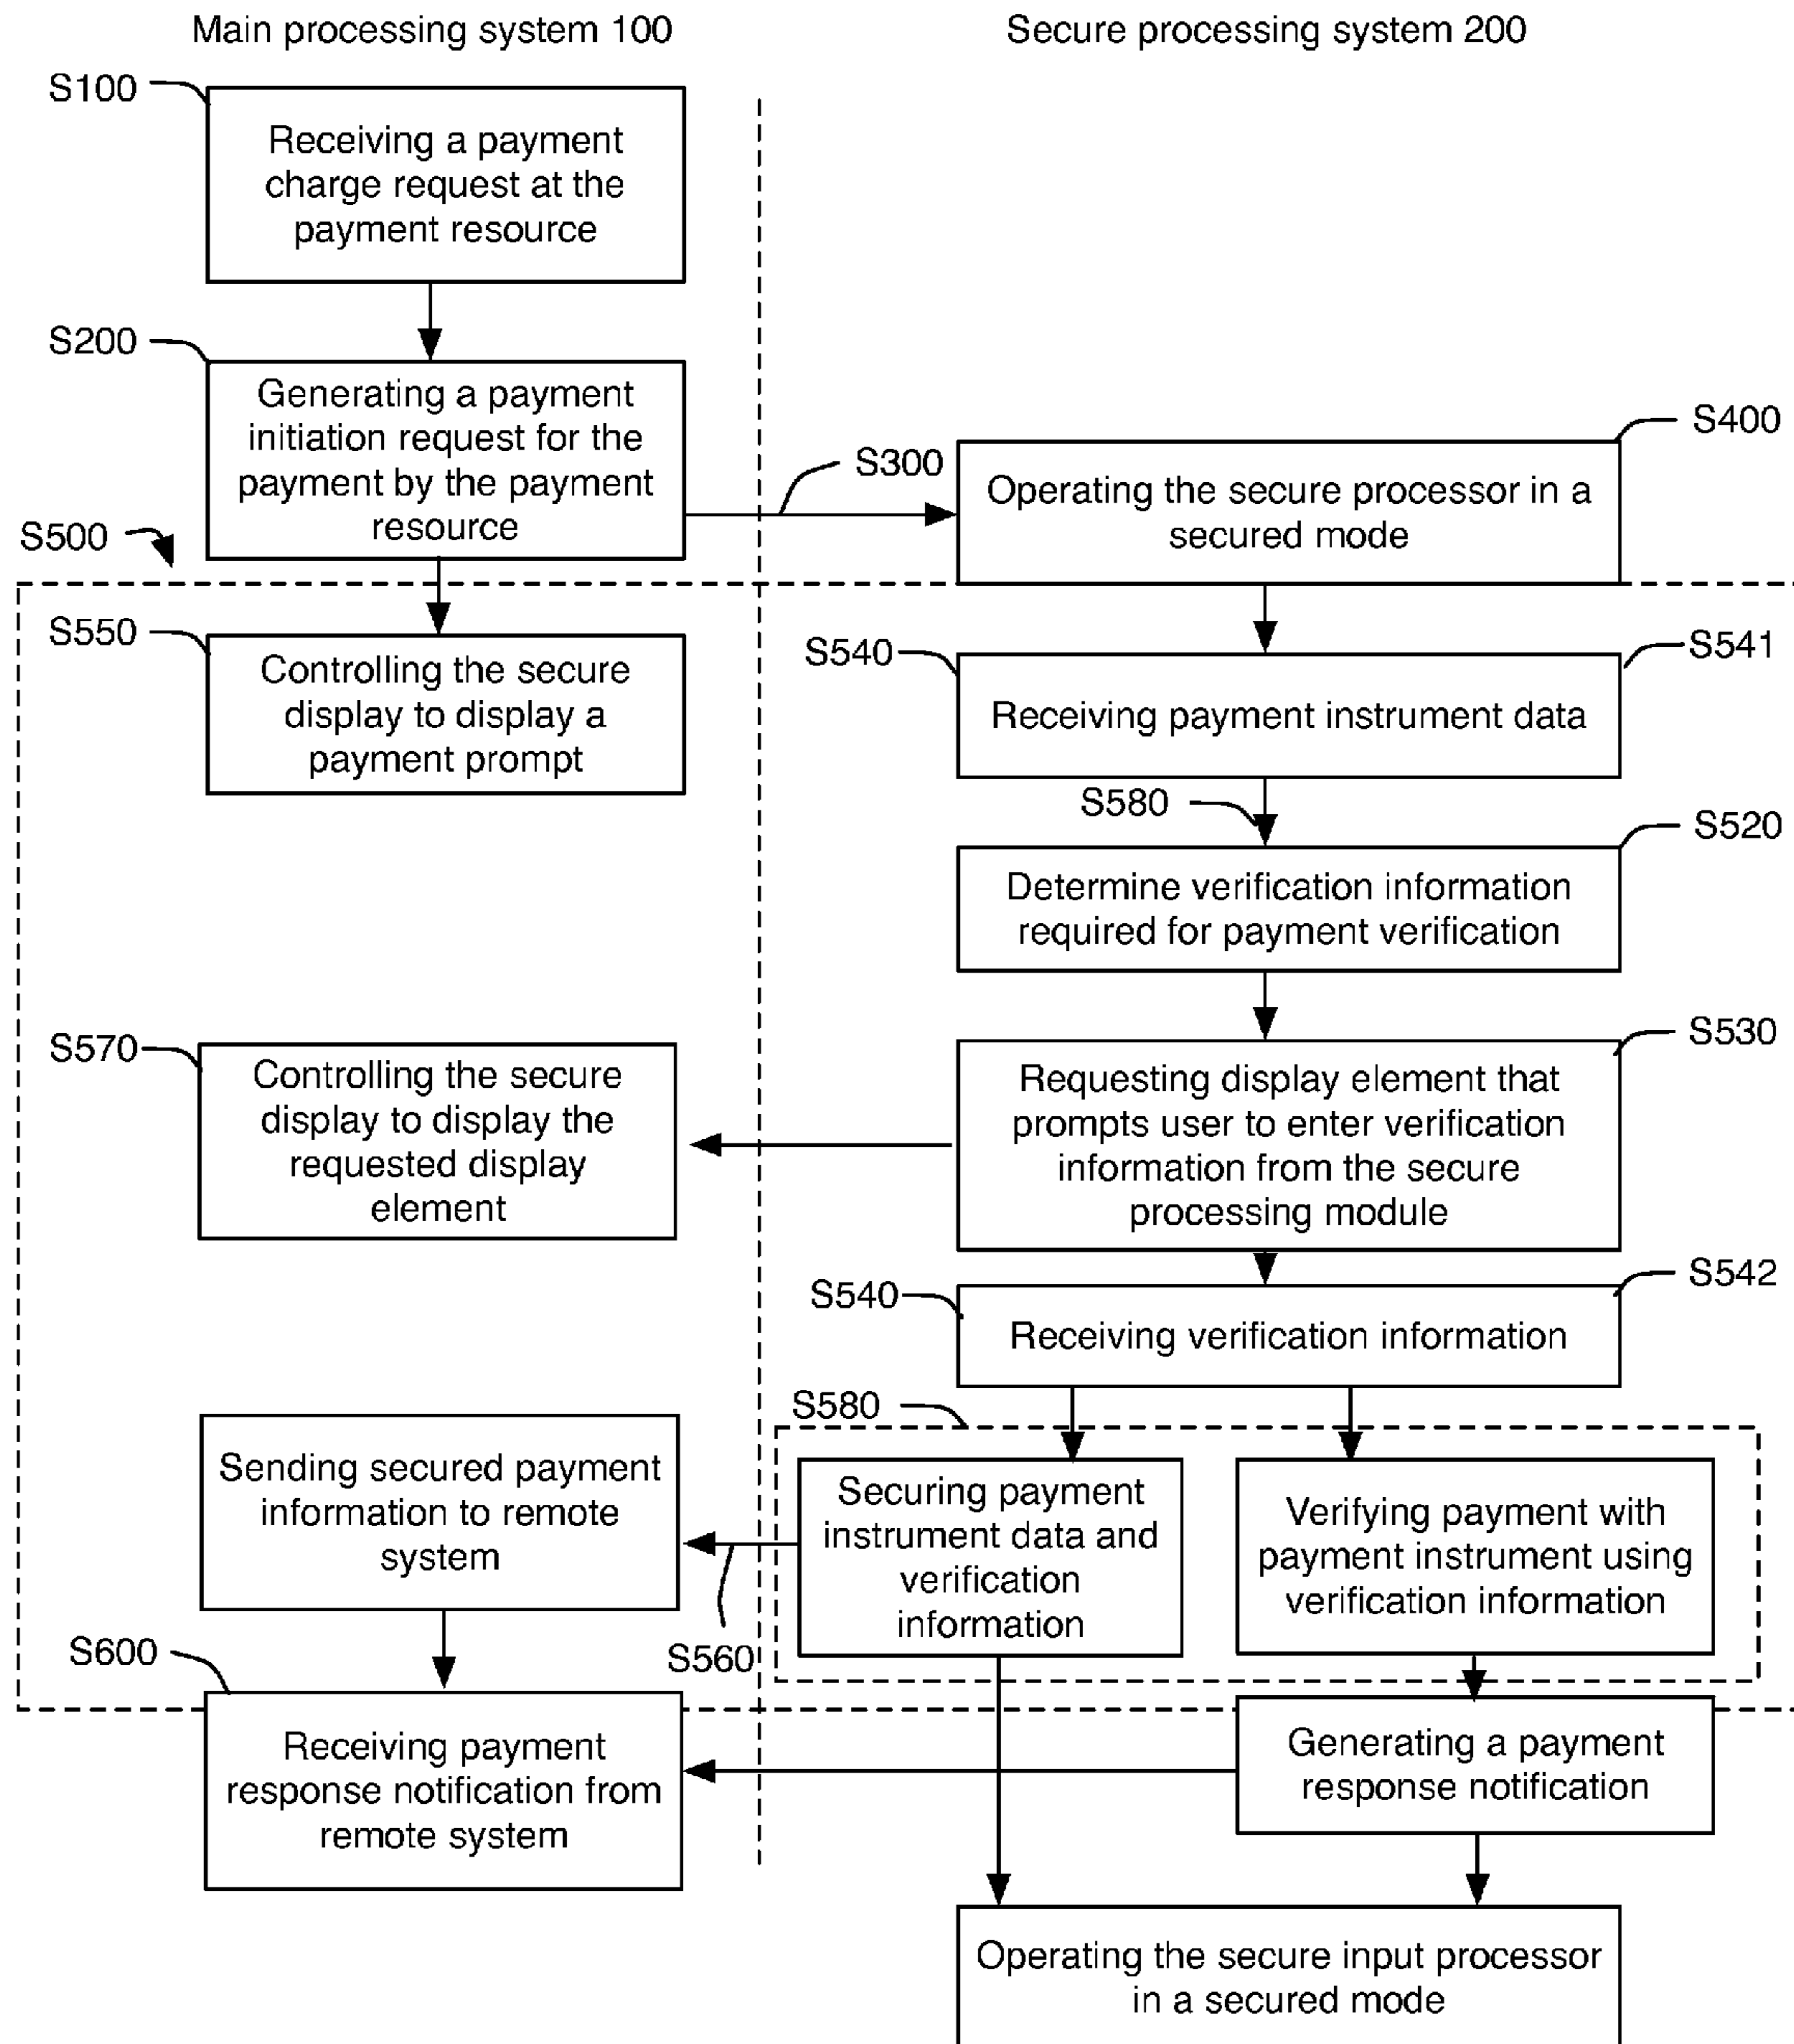 Main processing system 100
Secure processing system 200
S100
Receiving a payment
charge request at the
payment resource
S200
Generating a payment
initiation request for the
payment by the payment
resource
S300
S400
Operating the secure processor in a
secured mode
S500
S550
Controlling the secure
display to display a
payment prompt
S540
S541
Receiving payment instrument data
S580
S520
Determine verification information
required for payment verification
S570
Controlling the secure
display to display the
requested display
element
S530
Requesting display element that
prompts user to enter verification
information from the secure
processing module
S540
S542
Receiving verification information
S580
Sending secured payment
information to remote
system
Securing payment
instrument data and
verification
information
Verifying payment with
payment instrument using
verification information
S560
S600
Receiving payment
response notification from
remote system
Generating a payment
response notification
Operating the secure input processor
in a secured mode